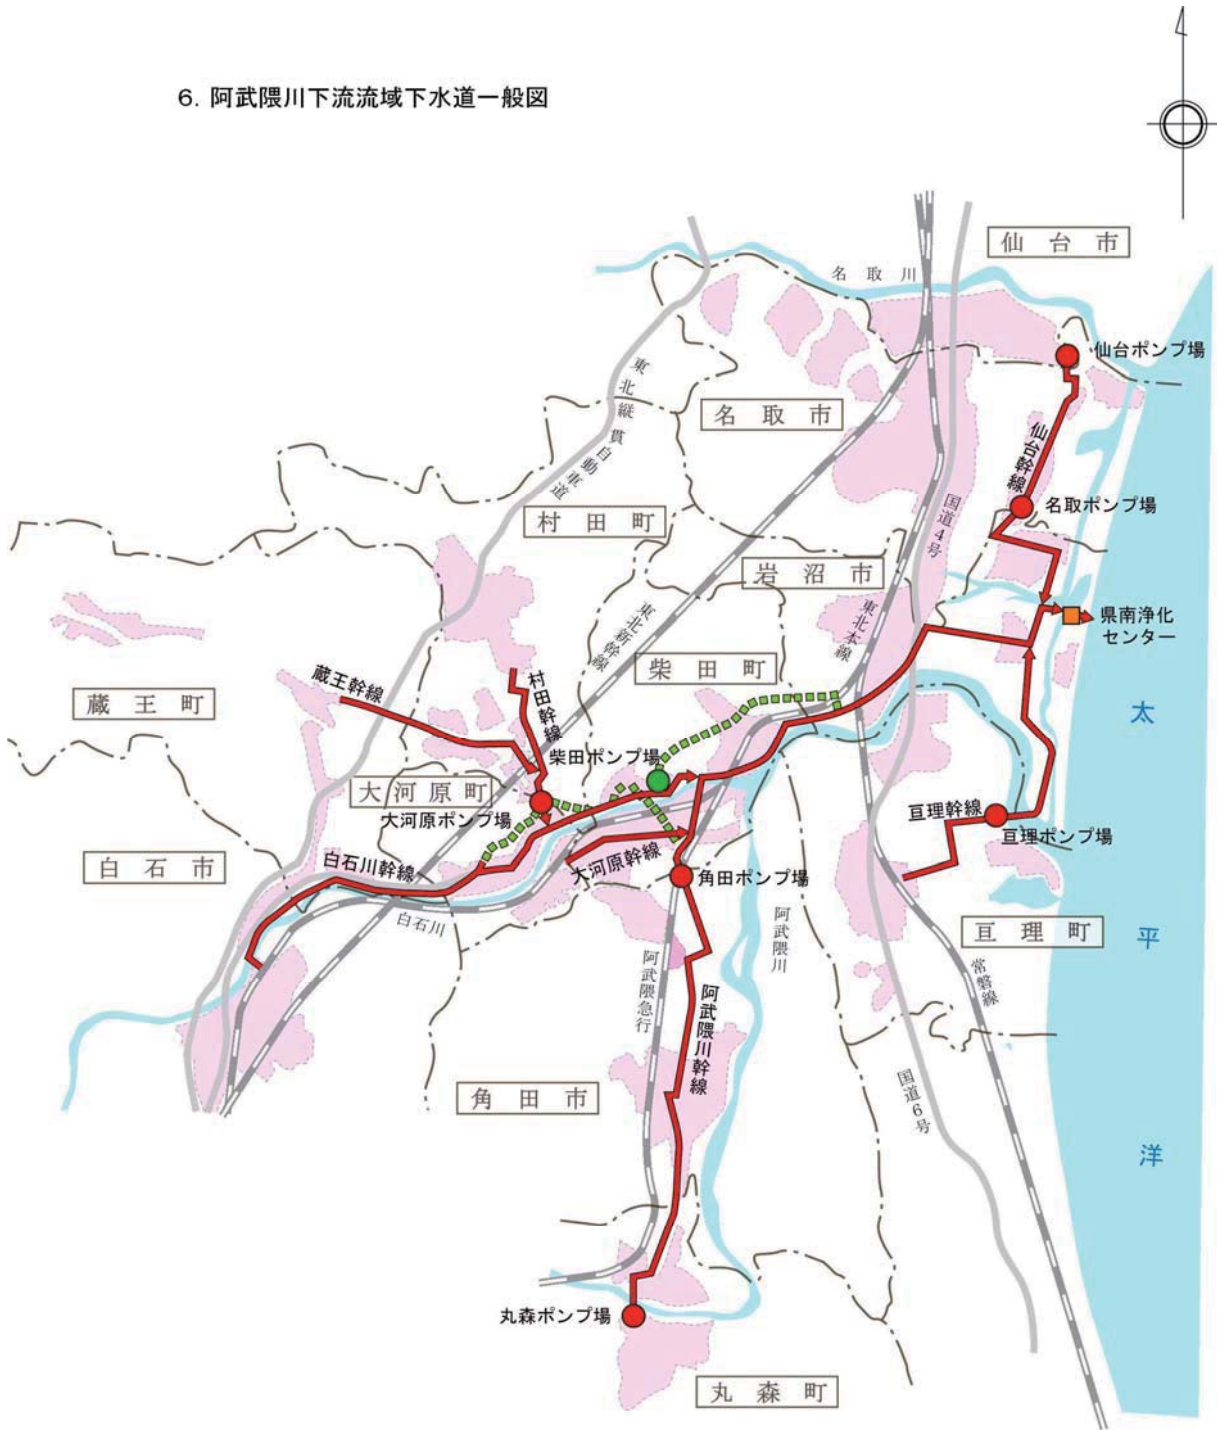 6. 阿武隈川下流流域下水道一般図
仙台市
名取川
仙台ポンプ場
東北縦貫自動車道
名取市
仙台幹線
国道4号
名取ポンプ場
村田町
岩沼市
東北新幹線
東北本線
県南浄化
センター
柴田町
蔵王幹線
村田幹線
蔵王町
太平洋
柴田ポンプ場
大河原町
大河原ポンプ場
亘理幹線
亘理ポンプ場
白石市
白石川幹線
大河原幹線
角田ポンプ場
白石川
阿武隈川
亘理町
阿武隈急行
常磐線
阿武隈川幹線
角田市
国道6号
丸森ポンプ場
丸森町